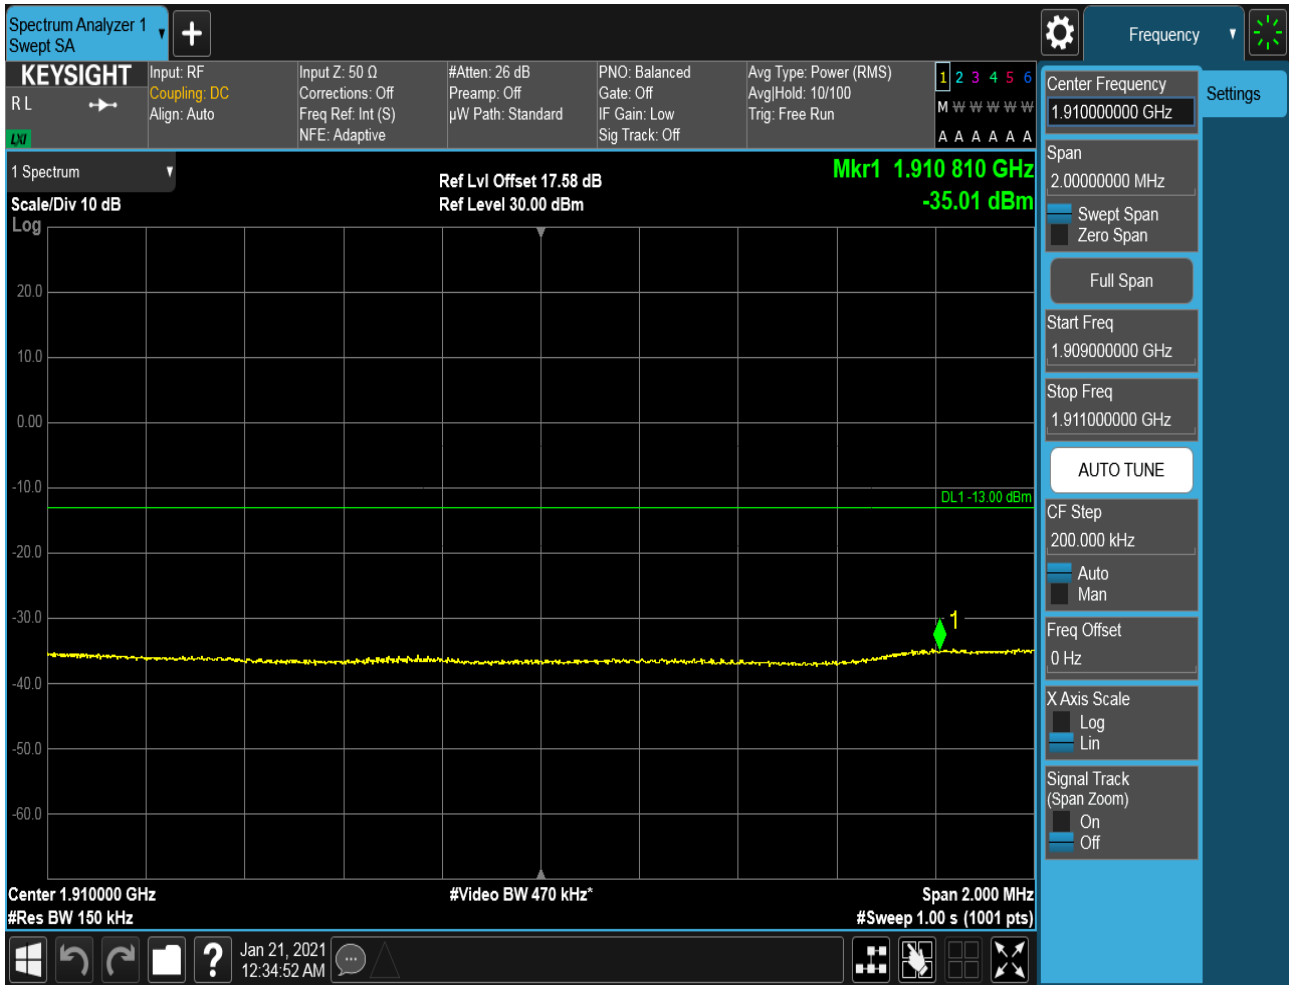 Spectrum Analyzer 1
Swept SA
Frequency
KEYSIGHT
R L
LXI
Input: RF
Coupling: DC
Align: Auto
Input Z: 50 Ω
Corrections: Off
Freq Ref: Int (S)
NFE: Adaptive
#Atten: 26 dB
Preamp: Off
µW Path: Standard
PNO: Balanced
Gate: Off
IF Gain: Low
Sig Track: Off
Avg Type: Power (RMS)
Avg|Hold: 10/100
Trig: Free Run
1 2 3 4 5 6
M W W W W W
A A A A A A
1 Spectrum
Scale/Div 10 dB
Log
Ref Lvl Offset 17.58 dB
Ref Level 30.00 dBm
Mkr1 1.910 810 GHz
-35.01 dBm
20.0
10.0
0.00
-10.0
DL1 -13.00 dBm
-20.0
-30.0
1
-40.0
-50.0
-60.0
Center 1.910000 GHz
#Video BW 470 kHz*
Span 2.000 MHz
#Res BW 150 kHz
#Sweep 1.00 s (1001 pts)
Jan 21, 2021
12:34:52 AM
Center Frequency
1.910000000 GHz
Settings
Span
2.00000000 MHz
Swept Span
Zero Span
Full Span
Start Freq
1.909000000 GHz
Stop Freq
1.911000000 GHz
AUTO TUNE
CF Step
200.000 kHz
Auto
Man
Freq Offset
0 Hz
X Axis Scale
Log
Lin
Signal Track
(Span Zoom)
On
Off